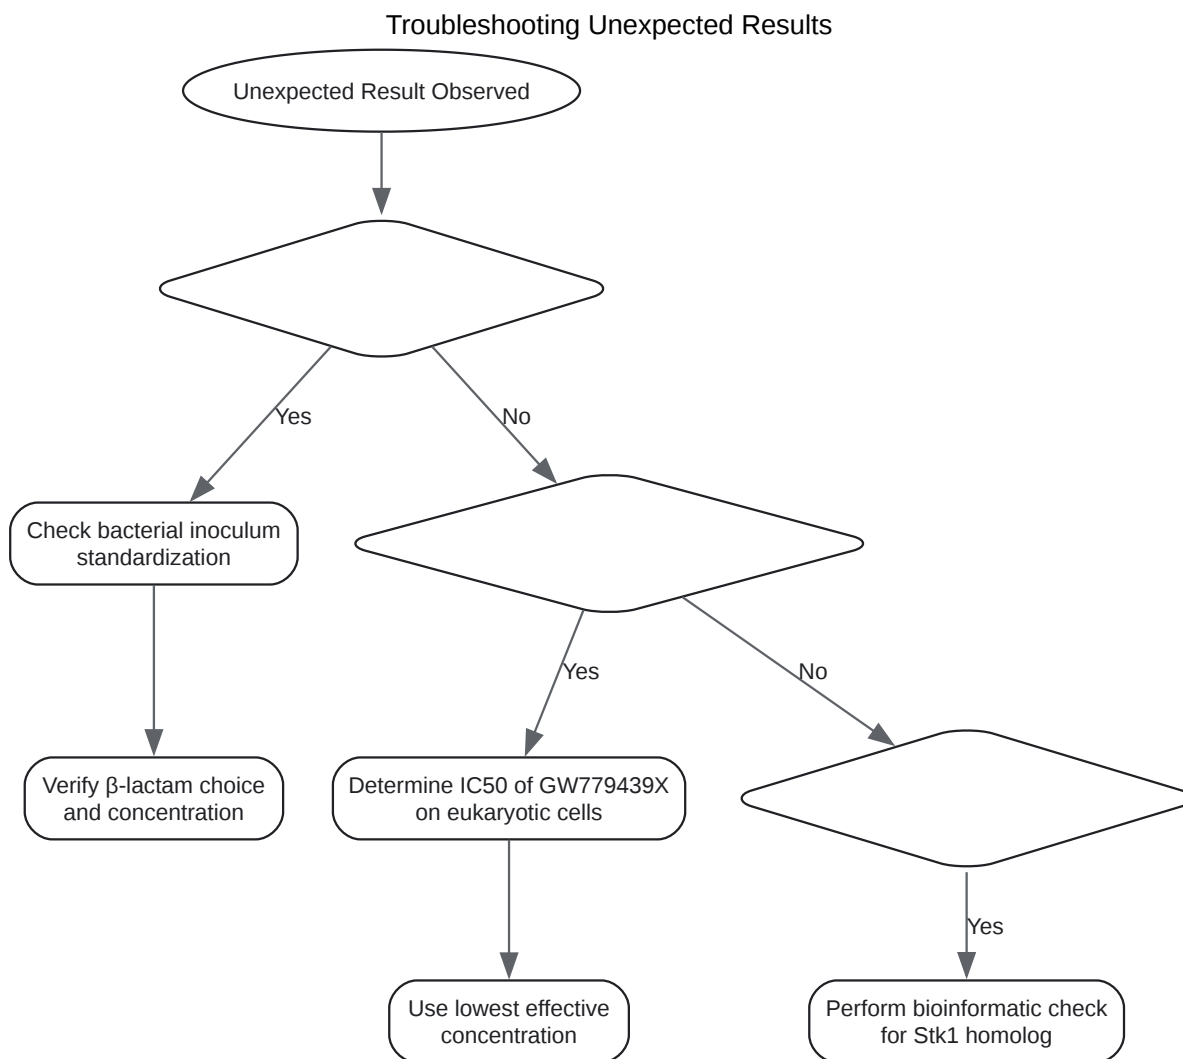 Troubleshooting Unexpected Results
Unexpected Result Observed
Yes
No
Check bacterial inoculum
standardization
Yes
No
Verify β-lactam choice
and concentration
Determine IC50 of GW779439X
on eukaryotic cells
Yes
Use lowest effective
concentration
Perform bioinformatic check
for Stk1 homolog